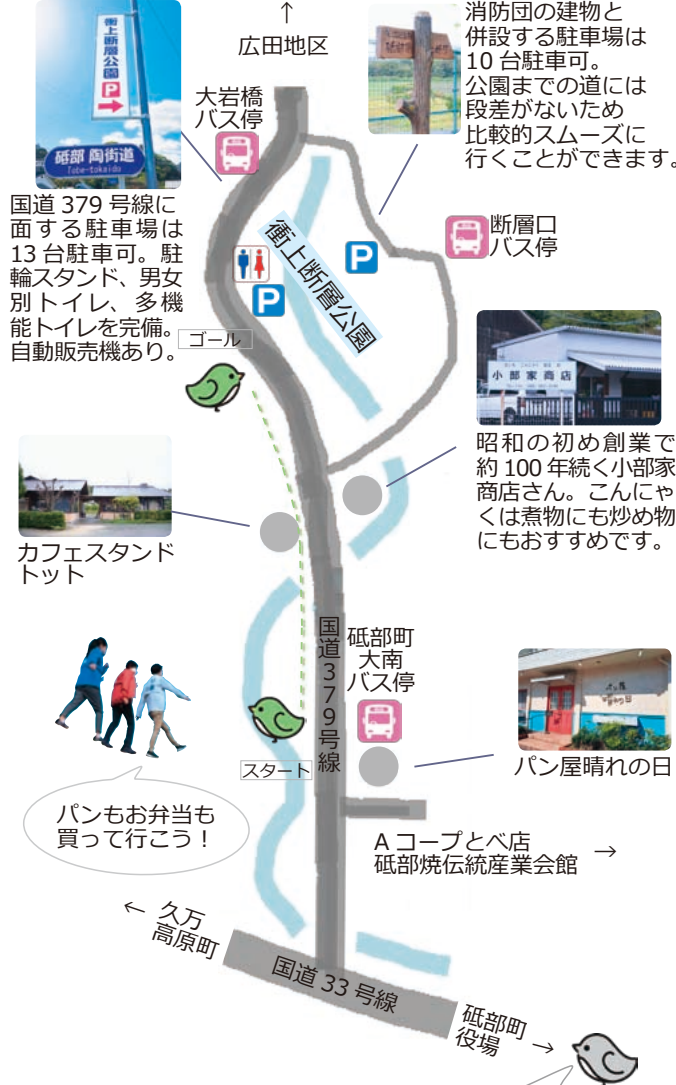 ↑
広田地区
消防団の建物と
併設する駐車場は
10 台駐車可。
公園までの道には
段差がないため
比較的スムーズに
行くことができます。
衝上断層公園
P
→
砥部 陶街道
Tobe-tokaido
大岩橋
バス停
国道 379 号線に
面する駐車場は
13 台駐車可。駐
輪スタンド、男女
別トイレ、多機
能トイレを完備。
自動販売機あり。
断層口
バス停
P
P
衝上断層公園
ゴール
小部家商店
昭和の初め創業で
約 100 年続く小部家
商店さん。こんにゃ
くは煮物にも炒め物
にもおすすめです。
カフェスタンド
トット
国道379号線
砥部町
大南
バス停
スタート
パン屋晴れの日
パンもお弁当も
買って行こう！
A コープとべ店
砥部焼伝統産業会館 →
← 久万
高原町
国道 33 号線
砥部町
役場 →